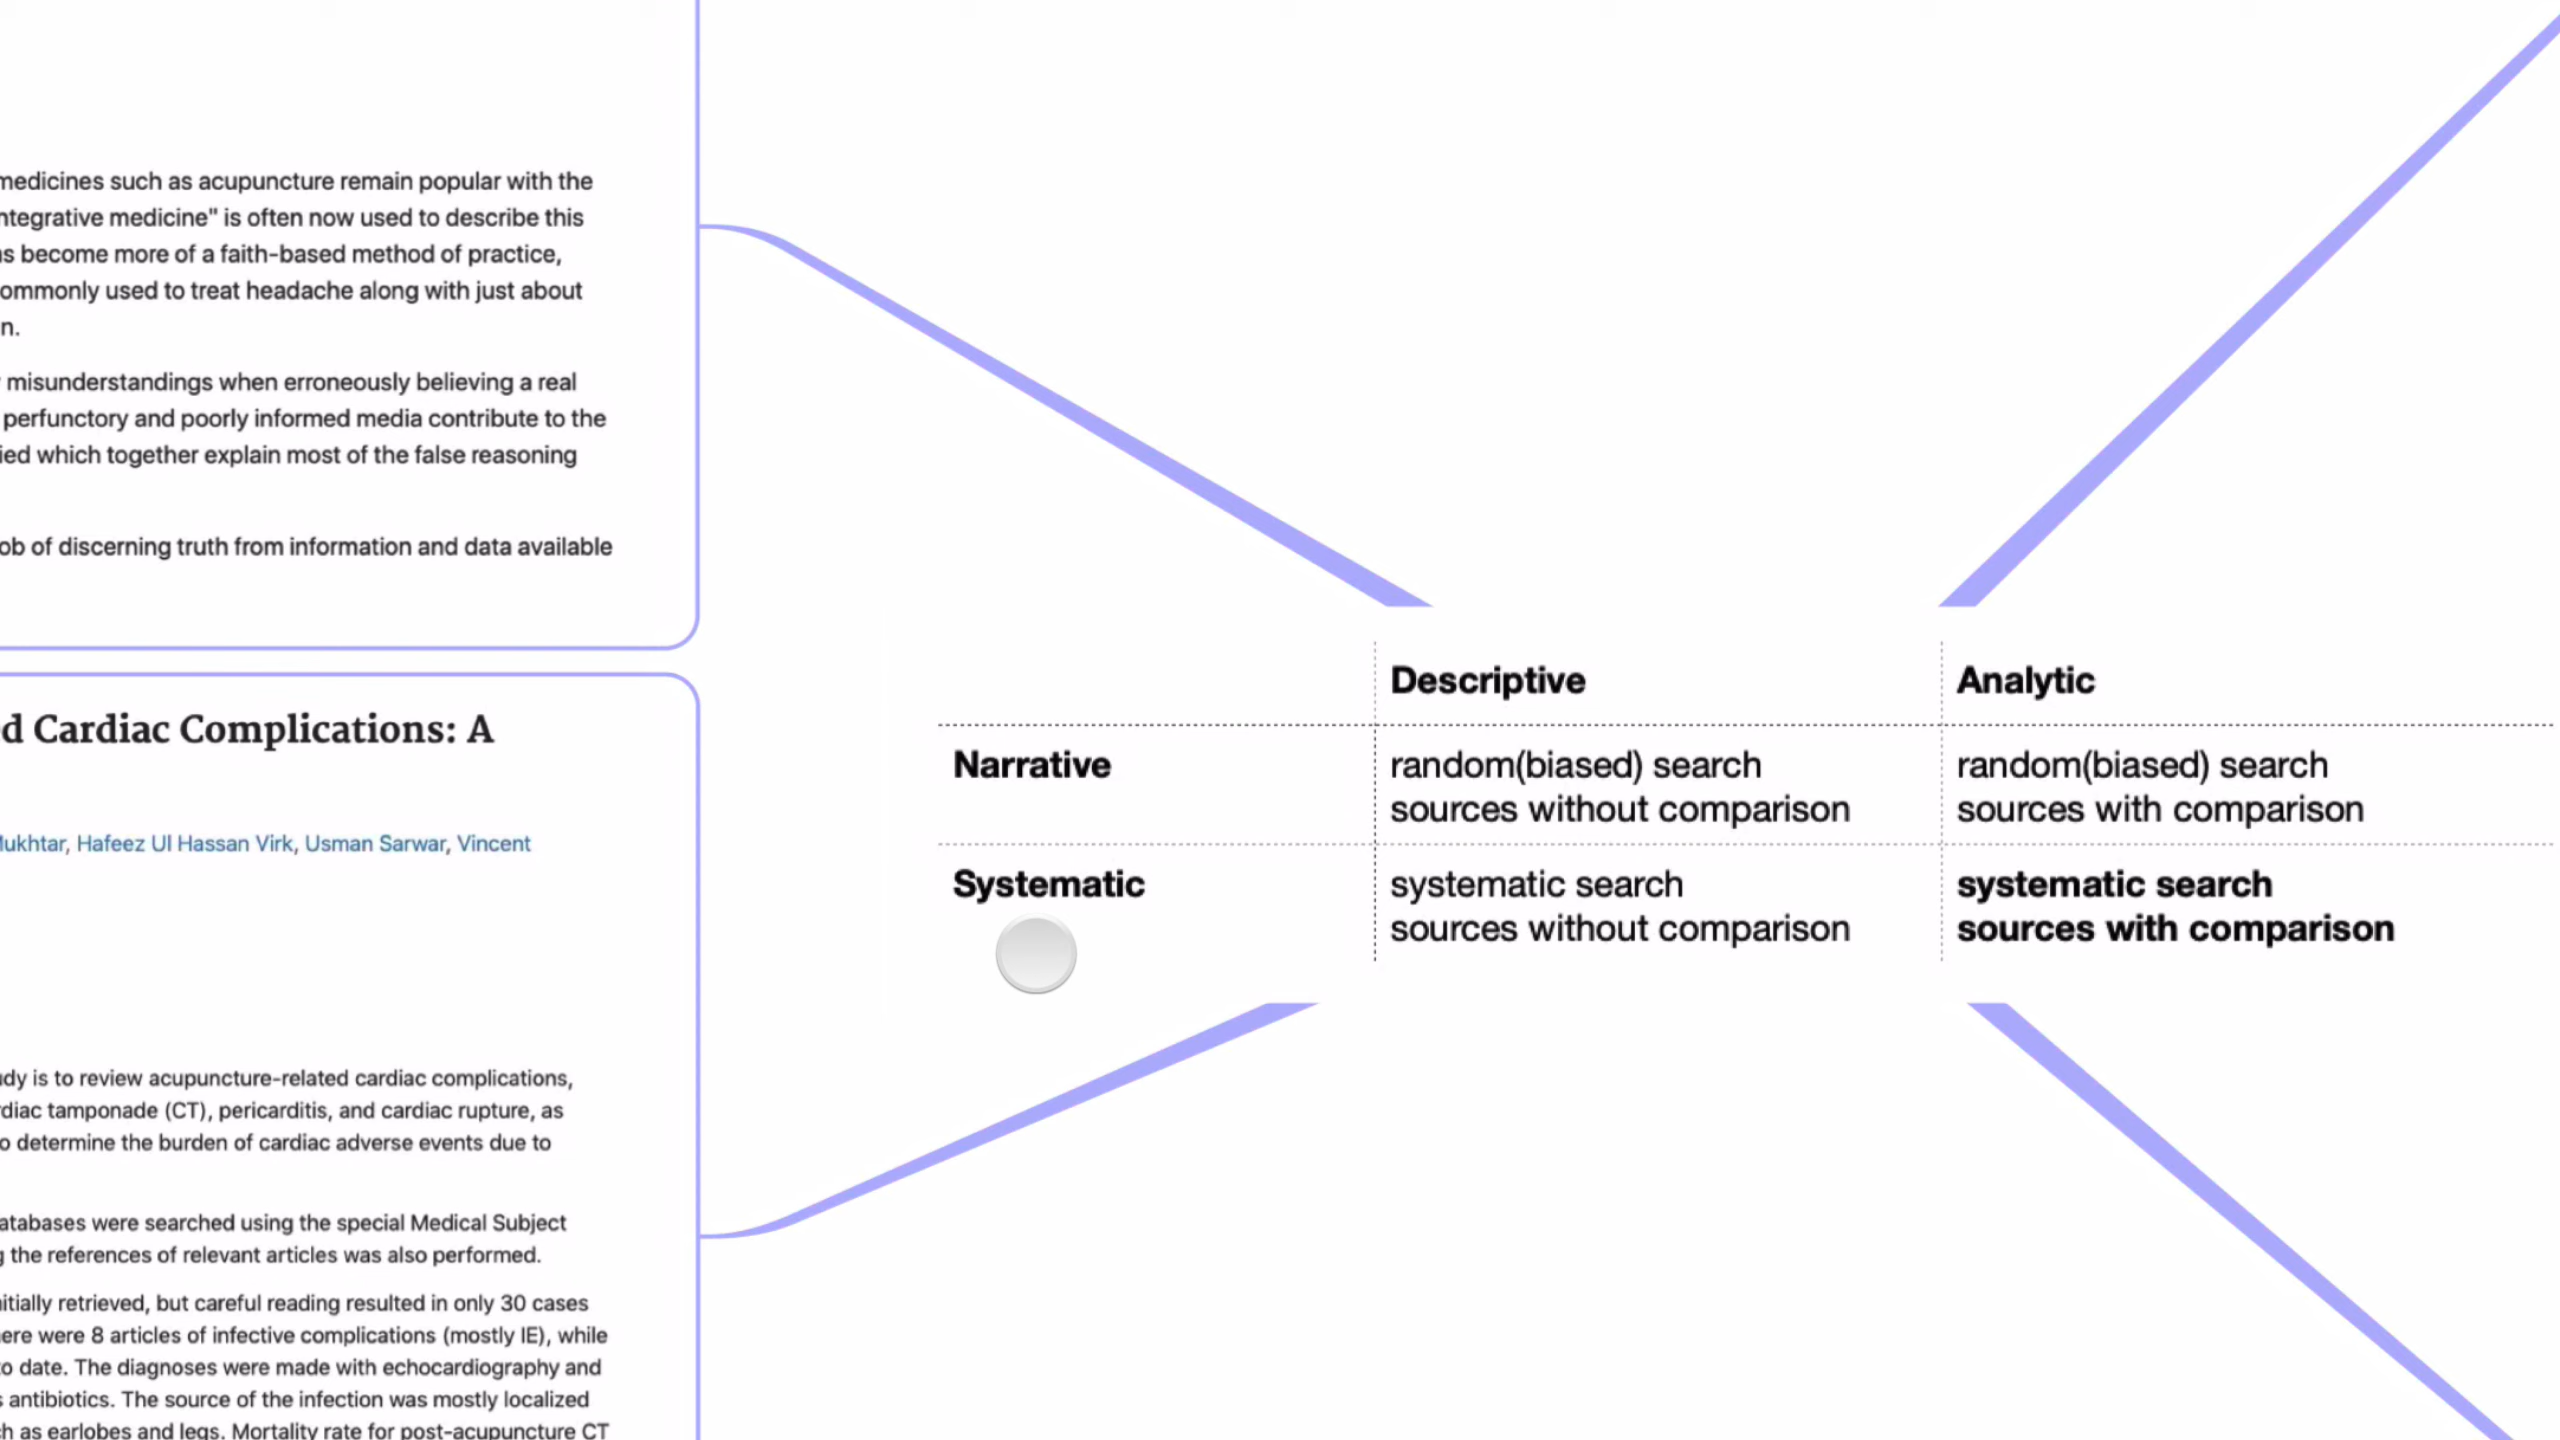 medicines such as acupuncture remain popular with the
ntegrative medicine" is often now used to describe this
s become more of a faith-based method of practice,
ommonly used to treat headache along with just about
n.
misunderstandings when erroneously believing a real
perfunctory and poorly informed media contribute to the
ied which together explain most of the false reasoning
ob of discerning truth from information and data available
d Cardiac Complications: A
ukhtar, Hafeez Ul Hassan Virk, Usman Sarwar, Vincent
udy is to review acupuncture-related cardiac complications,
diac tamponade (CT), pericarditis, and cardiac rupture, as
o determine the burden of cardiac adverse events due to
atabases were searched using the special Medical Subject
g the references of relevant articles was also performed.
itially retrieved, but careful reading resulted in only 30 cases
ere were 8 articles of infective complications (mostly IE), while
o date. The diagnoses were made with echocardiography and
s antibiotics. The source of the infection was mostly localized
h as earlobes and legs. Mortality rate for post-acupuncture CT
Descriptive
Analytic
Narrative
random(biased) search
sources without comparison
random(biased) search
sources with comparison
Systematic
systematic search
sources without comparison
systematic search
sources with comparison